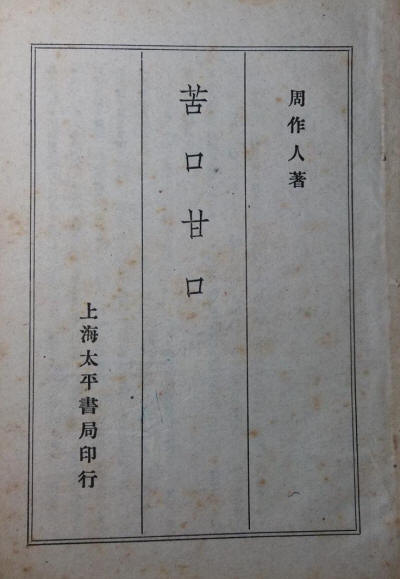 周作人著
苦口甘口
上海太平書局印行